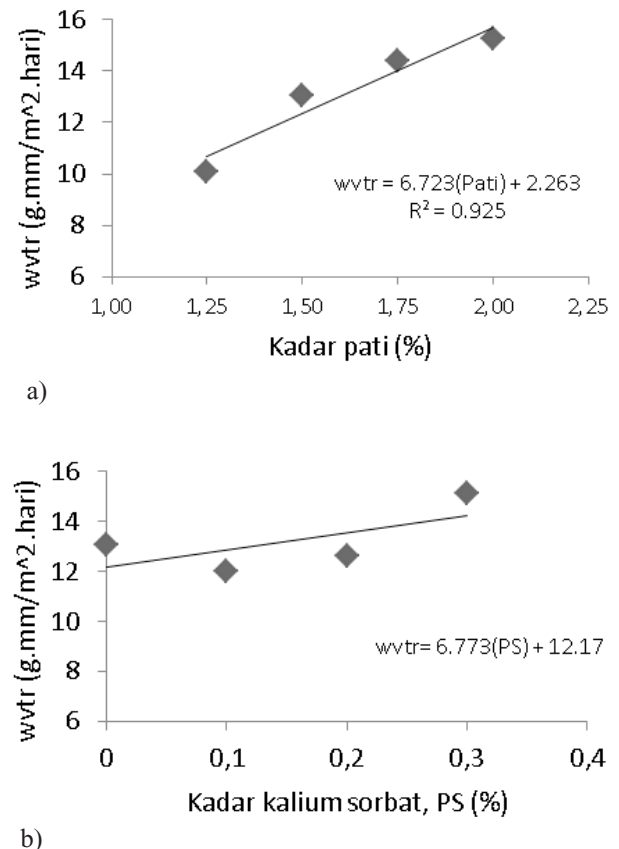 wvtr (g.mm/m^2.hari)
16
14
12
10
8
6
wvtr = 6.723(Pati) + 2.263
R² = 0.925
1,00 1,25 1,50 1,75 2,00 2,25
Kadar pati (%)
a)
wvtr (g.mm/m^2.hari)
16
14
12
10
8
6
wvtr= 6.773(PS) + 12.17
0 0,1 0,2 0,3 0,4
Kadar kalium sorbat, PS (%)
b)